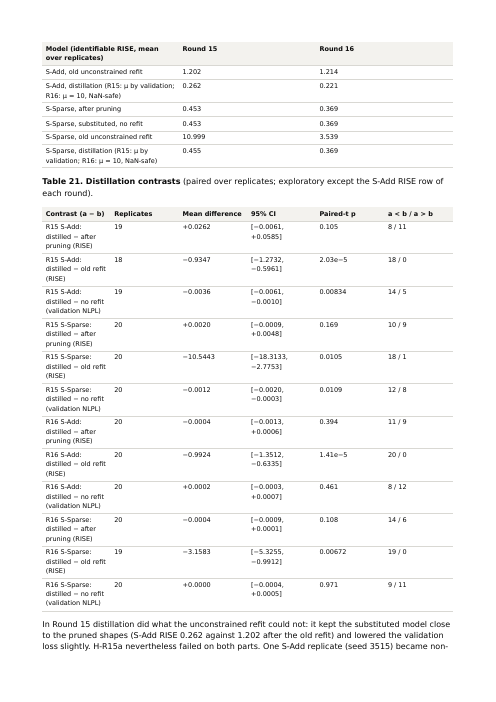 Model (identifiable RISE, mean Round 15 Round 16
over replicates)
S-Add, old unconstrained refit 1.202 1.214
S-Add, distillation (R15: μ by validation; 0.262 0.221
R16: μ = 10, NaN-safe)
S-Sparse, after pruning 0.453 0.369
S-Sparse, substituted, no refit 0.453 0.369
S-Sparse, old unconstrained refit 10.999 3.539
S-Sparse, distillation (R15: μ by 0.455 0.369
validation; R16: μ = 10, NaN-safe)
Table 21. Distillation contrasts (paired over replicates; exploratory except the S-Add RISE row of
each round).
Contrast (a − b) Replicates Mean difference 95% CI Paired-t p a < b / a > b
R15 S-Add: 19 +0.0262 [−0.0061, 0.105 8 / 11
distilled − after +0.0585]
pruning (RISE)
R15 S-Add: 18 −0.9347 [−1.2732, 2.03e−5 18 / 0
distilled − old refit −0.5961]
(RISE)
R15 S-Add: 19 −0.0036 [−0.0061, 0.00834 14 / 5
distilled − no refit −0.0010]
(validation NLPL)
R15 S-Sparse: 20 +0.0020 [−0.0009, 0.169 10 / 9
distilled − after +0.0048]
pruning (RISE)
R15 S-Sparse: 20 −10.5443 [−18.3133, 0.0105 18 / 1
distilled − old refit −2.7753]
(RISE)
R15 S-Sparse: 20 −0.0012 [−0.0020, 0.0109 12 / 8
distilled − no refit −0.0003]
(validation NLPL)
R16 S-Add: 20 −0.0004 [−0.0013, 0.394 11 / 9
distilled − after +0.0006]
pruning (RISE)
R16 S-Add: 20 −0.9924 [−1.3512, 1.41e−5 20 / 0
distilled − old refit −0.6335]
(RISE)
R16 S-Add: 20 +0.0002 [−0.0003, 0.461 8 / 12
distilled − no refit +0.0007]
(validation NLPL)
R16 S-Sparse: 20 −0.0004 [−0.0009, 0.108 14 / 6
distilled − after +0.0001]
pruning (RISE)
R16 S-Sparse: 19 −3.1583 [−5.3255, 0.00672 19 / 0
distilled − old refit −0.9912]
(RISE)
R16 S-Sparse: 20 +0.0000 [−0.0004, 0.971 9 / 11
distilled − no refit +0.0005]
(validation NLPL)
In Round 15 distillation did what the unconstrained refit could not: it kept the substituted model close
to the pruned shapes (S-Add RISE 0.262 against 1.202 after the old refit) and lowered the validation
loss slightly. H-R15a nevertheless failed on both parts. One S-Add replicate (seed 3515) became non-